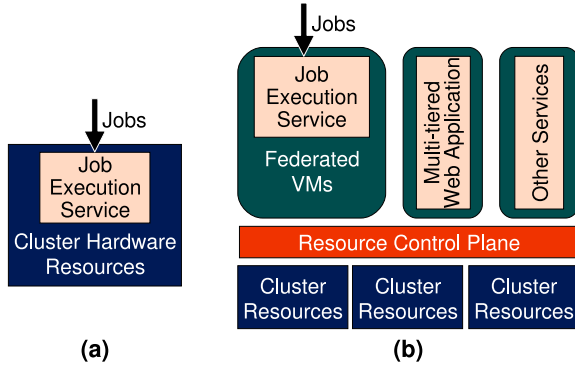 Jobs
Job
Execution
Service
Cluster Hardware
Resources
(a)
Jobs
Job
Execution
Service
Federated
VMs
Multi-tiered
Web Application
Other Services
Resource Control Plane
Cluster
Resources
Cluster
Resources
Cluster
Resources
(b)